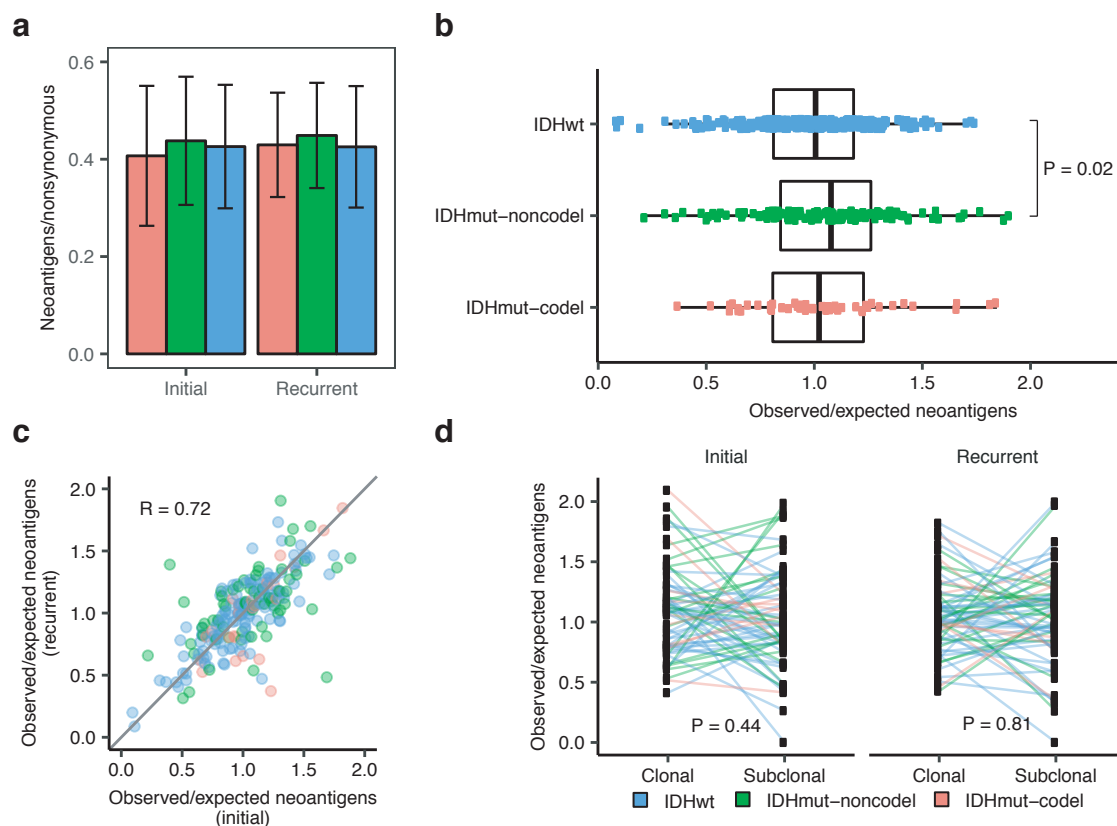 a
Neoantigens/nonsynonymous
0.6
0.4
0.2
0.0
Initial
Recurrent
b
IDHwt
IDHmut−noncodel
IDHmut−codel
P = 0.02
0.0
0.5
1.0
1.5
2.0
Observed/expected neoantigens
c
Observed/expected neoantigens
(recurrent)
2.0
1.5
1.0
0.5
0.0
R = 0.72
0.0
0.5
1.0
1.5
2.0
Observed/expected neoantigens
(initial)
d
Initial
Recurrent
Observed/expected neoantigens
2.0
1.5
1.0
0.5
0.0
P = 0.44
P = 0.81
Clonal
Subclonal
Clonal
Subclonal
IDHwt
IDHmut−noncodel
IDHmut−codel